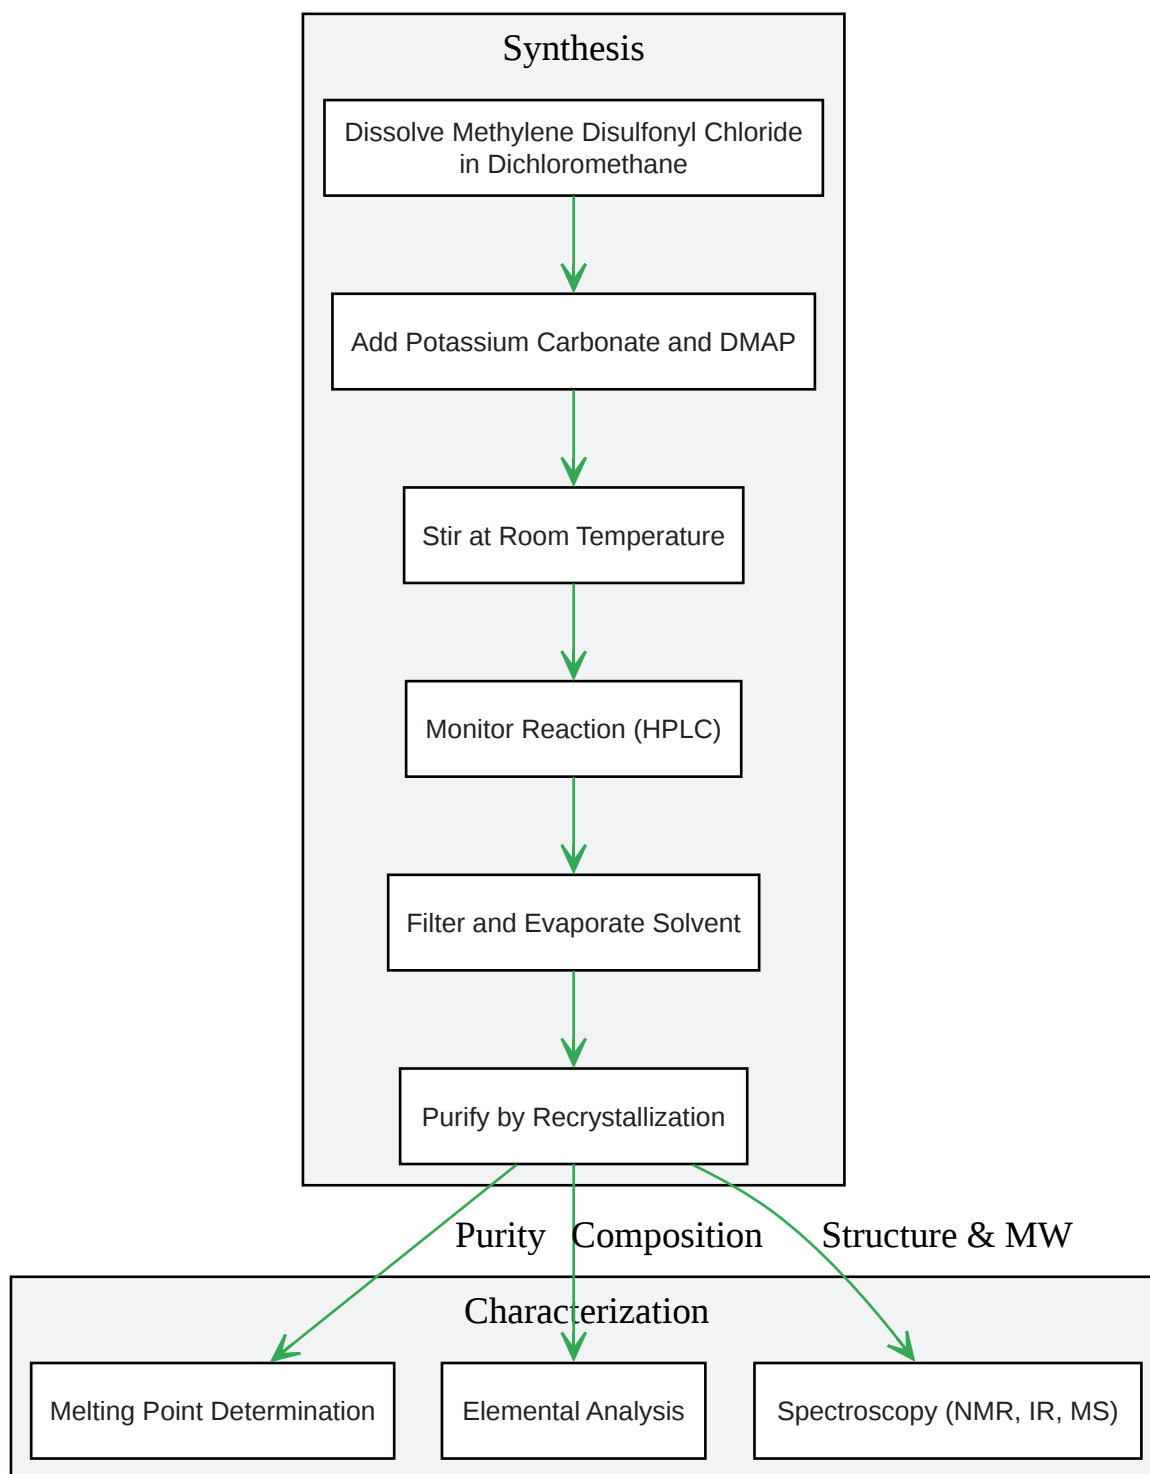 Synthesis
Dissolve Methylene Disulfonyl Chloride
in Dichloromethane
Add Potassium Carbonate and DMAP
Stir at Room Temperature
Monitor Reaction (HPLC)
Filter and Evaporate Solvent
Purify by Recrystallization
Purity
Composition
Structure & MW
Characterization
Melting Point Determination
Elemental Analysis
Spectroscopy (NMR, IR, MS)